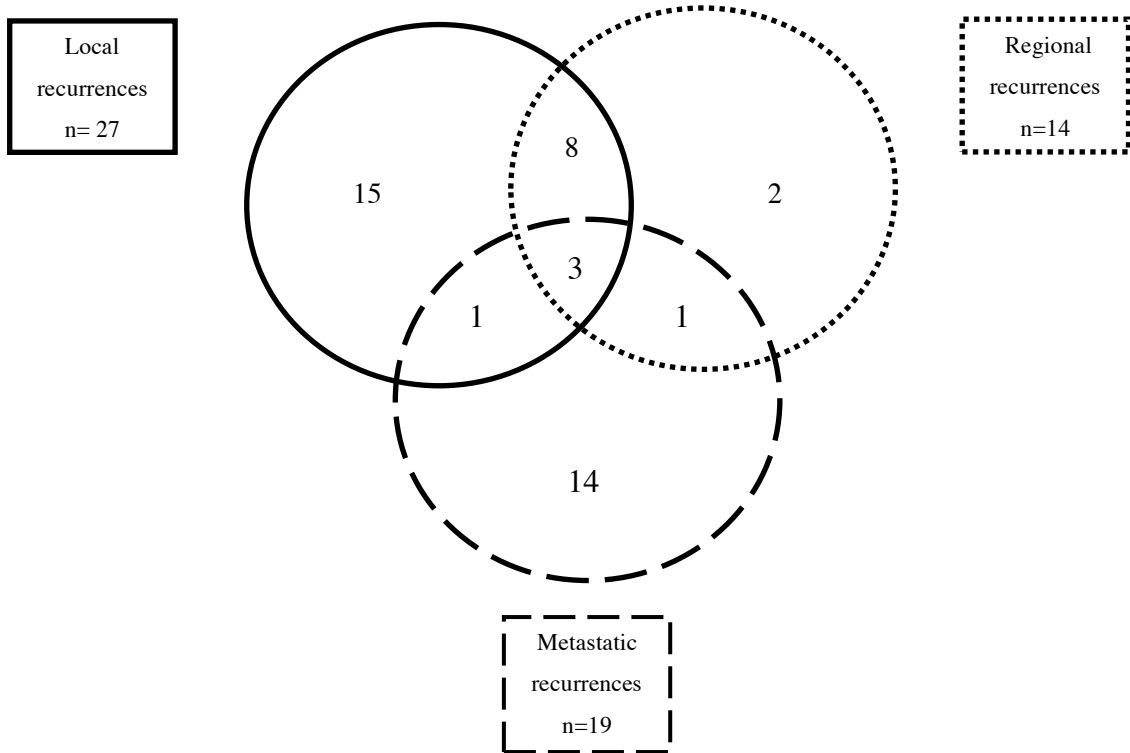 Local
recurrences
n= 27
Regional
recurrences
n=14
8
15
2
3
1
1
14
Metastatic
recurrences
n=19